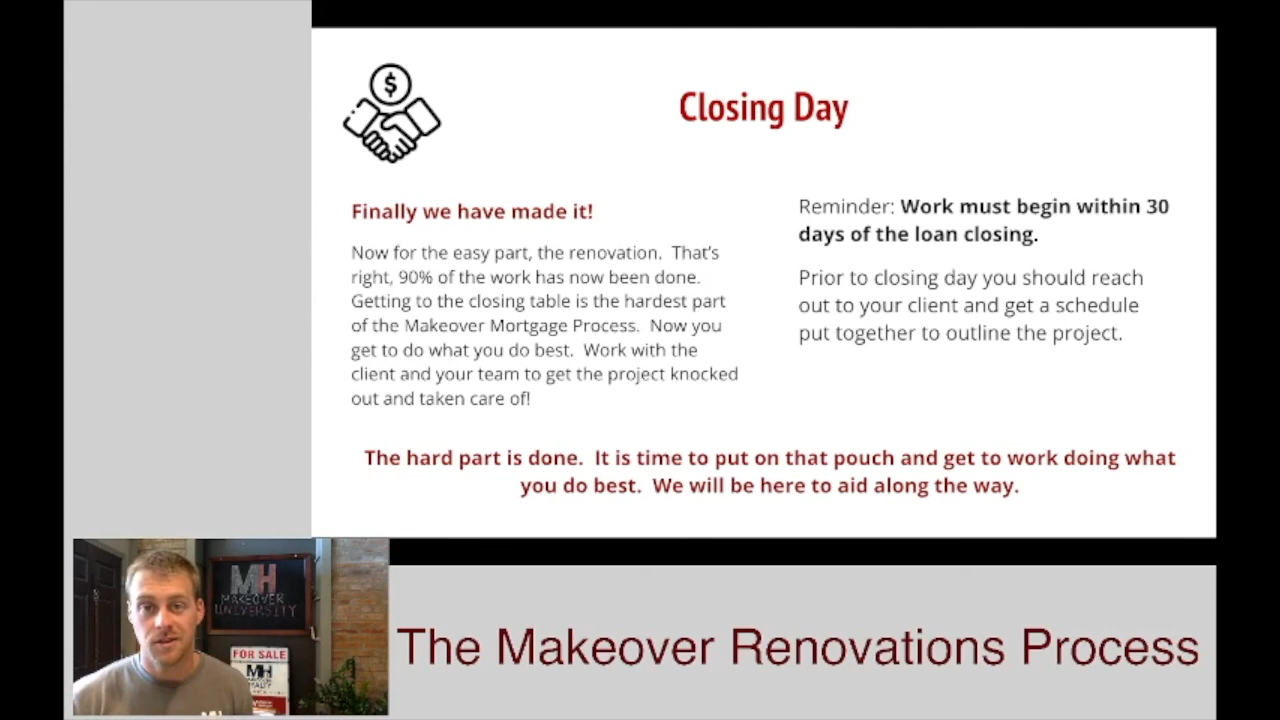 $
Closing Day
Finally we have made it!
Now for the easy part, the renovation. That's
right, 90% of the work has now been done.
Getting to the closing table is the hardest part
of the Makeover Mortgage Process. Now you
get to do what you do best. Work with the
client and your team to get the project knocked
out and taken care of!
Reminder: Work must begin within 30
days of the loan closing.
Prior to closing day you should reach
out to your client and get a schedule
put together to outline the project.
The hard part is done. It is time to put on that pouch and get to work doing what
you do best. We will be here to aid along the way.
MH
MAKEOVER
UNIVERSITY
FOR SALE
MH
The Makeover Renovations Process